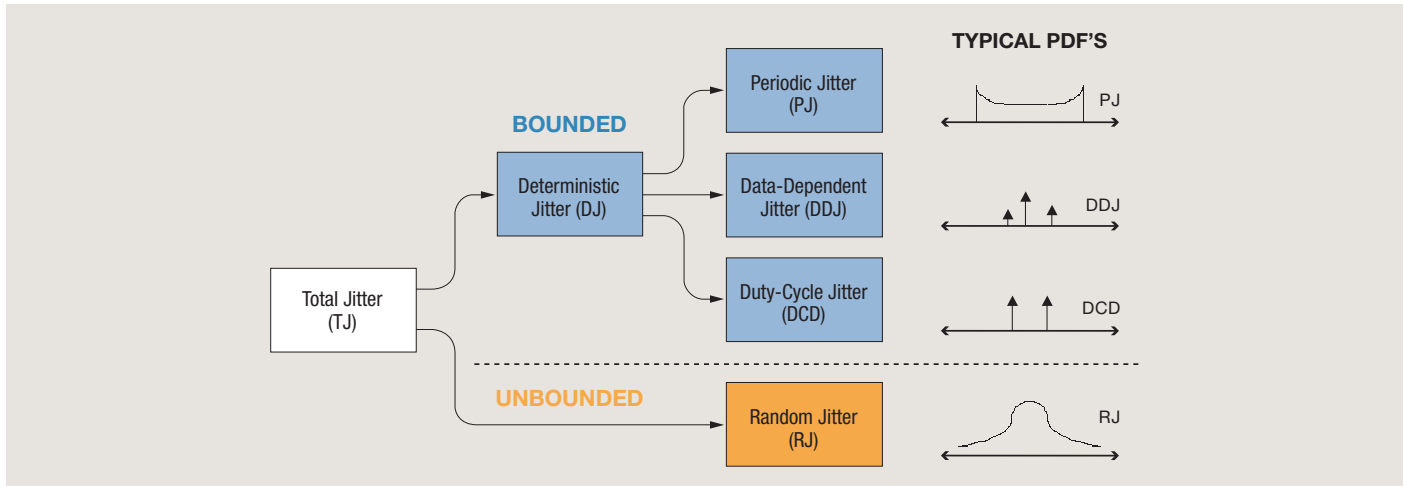 TYPICAL PDF'S
Periodic Jitter
(PJ)
PJ
BOUNDED
Deterministic
Jitter (DJ)
Data-Dependent
Jitter (DDJ)
DDJ
Total Jitter
(TJ)
Duty-Cycle Jitter
(DCD)
DCD
UNBOUNDED
Random Jitter
(RJ)
RJ